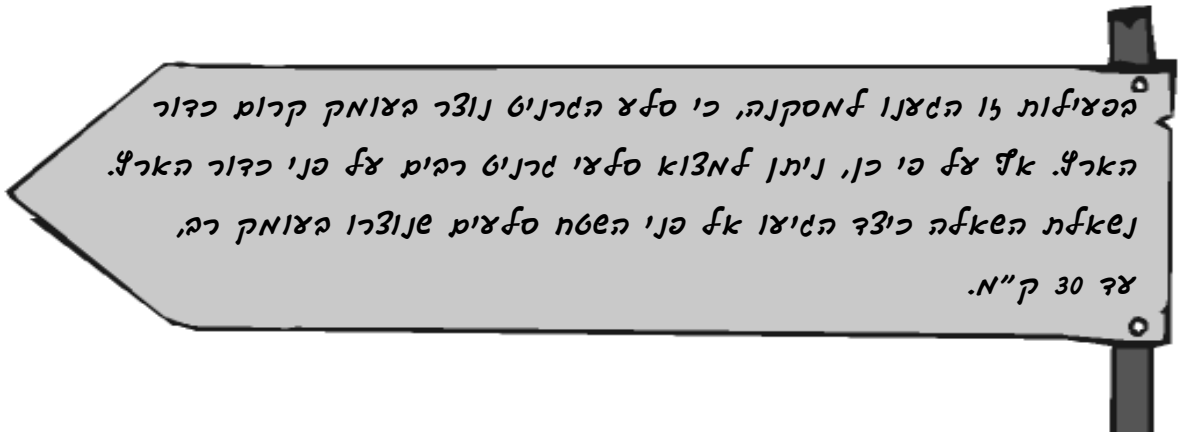 בפעילות זו הגענו למסקנה, כי סלע הגרניט נוצר בעומק קרום כדור
הארץ. אף על פי כן, ניתן למצוא סלעי גרניט רבים על פני כדור הארץ.
נשאלת השאלה כיצד הגיעו אל פני השטח סלעים שנוצרו בעומק רב,
עד 30 ק"מ.